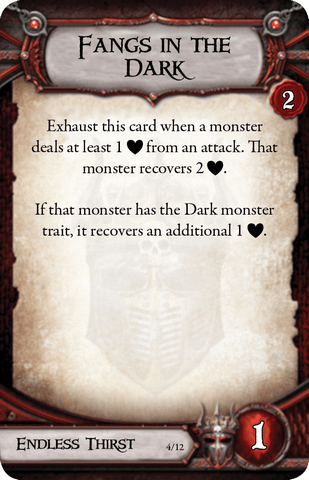 FANGS IN THE
DARK
2
Exhaust this card when a monster
deals at least 1 ♥ from an attack. That
monster recovers 2 ♥.
If that monster has the Dark monster
trait, it recovers an additional 1 ♥.
ENDLESS THIRST 4/12 1